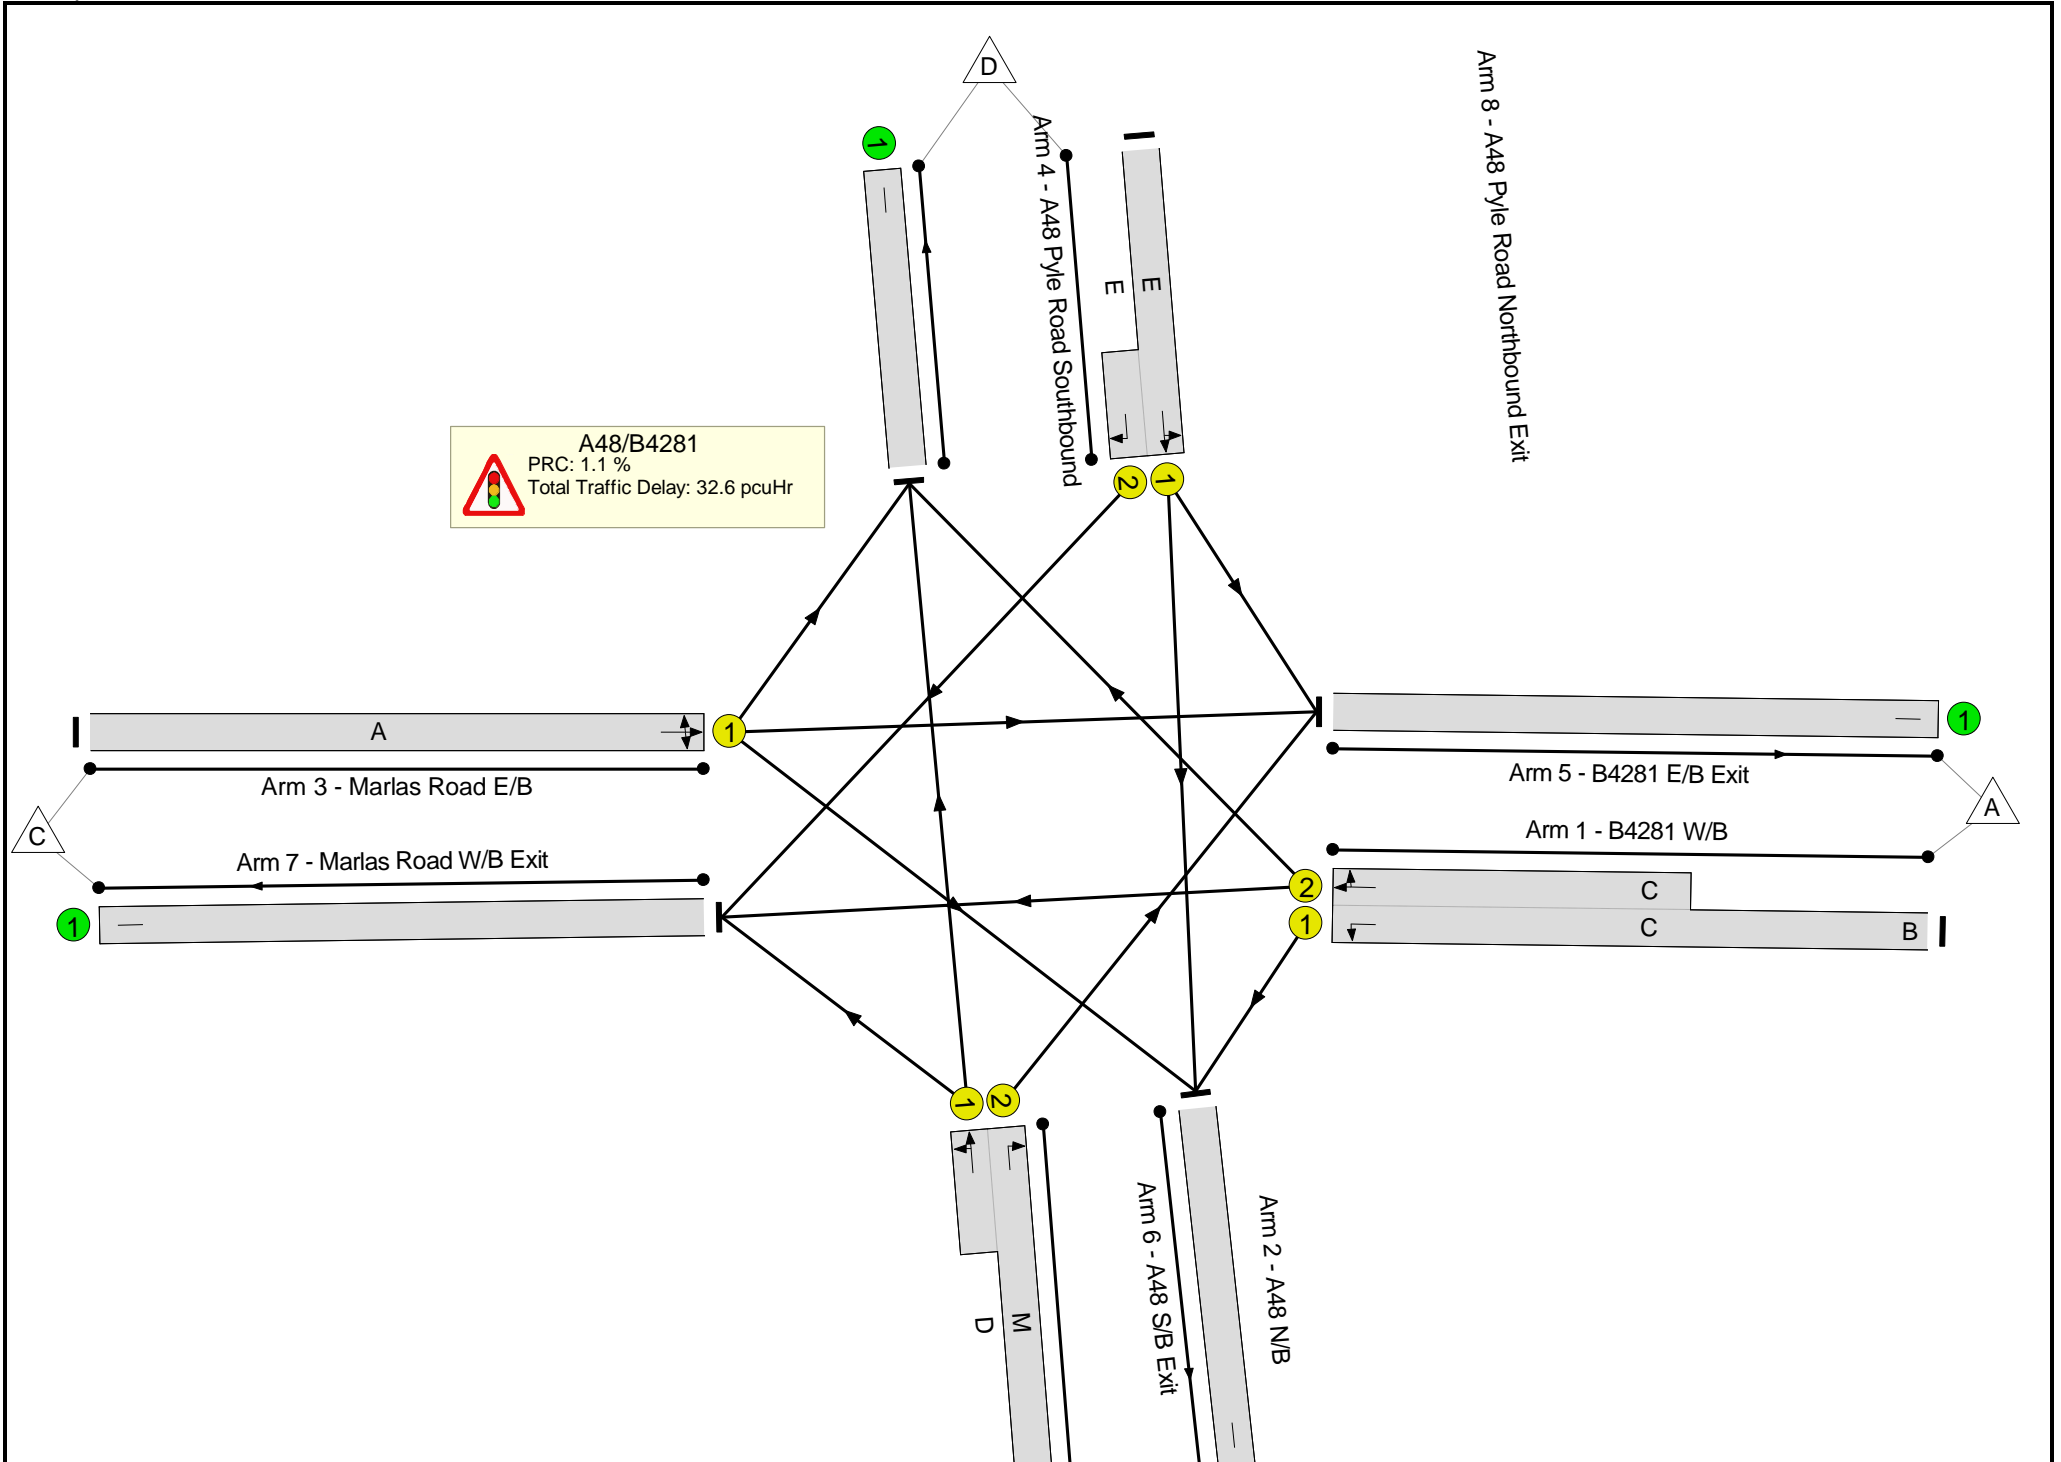 D
Arm 8 - A48 Pyle Road Northbound Exit
1
Arm 4 - A48 Pyle Road Southbound
E
E
A48/B4281
PRC: 1.1 %
Total Traffic Delay: 32.6 pcuHr
2
1
A
1
1
Arm 3 - Marlas Road E/B
Arm 5 - B4281 E/B Exit
C
A
Arm 7 - Marlas Road W/B Exit
Arm 1 - B4281 W/B
2
C
1
1
C
B
1
2
Arm 6 - A48 S/B Exit
Arm 2 - A48 N/B
D
M